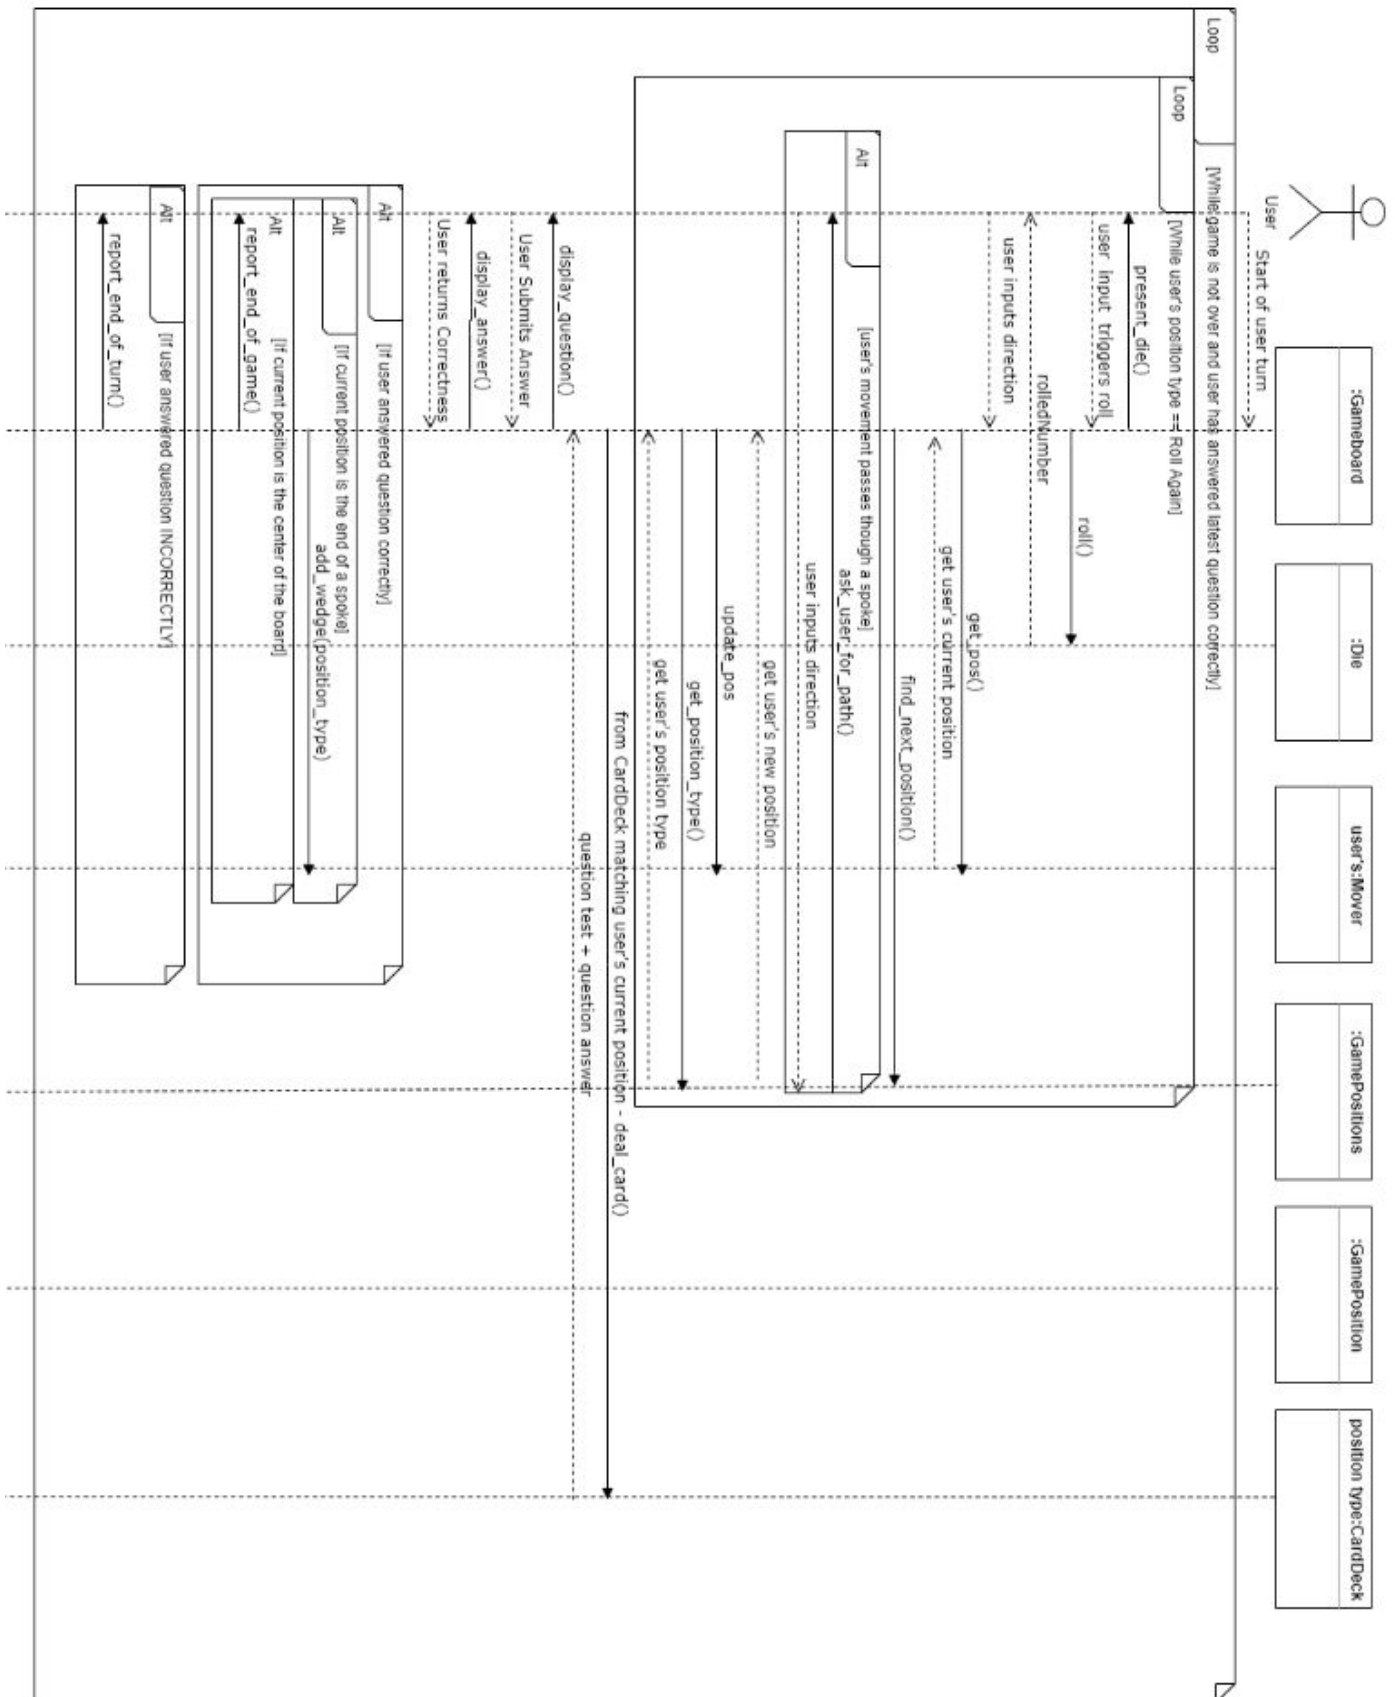 User
:Gameboard
:Die
user's:Mover
:GamePositions
:GamePosition
position type:CardDeck
Start of user turn
Loop
[While game is not over and user has answered latest question correctly]
Loop
[While user's position type == Roll Again]
present_die()
user input triggers roll
roll()
rolledNumber
user inputs direction
get_pos()
get user's current position
find_next_position()
Alt
[user's movement passes though a spoke]
ask_user_for_path()
user inputs direction
get user's new position
update_pos
get_position_type()
get user's position type
from CardDeck matching user's current position - deal_card()
question test + question answer
display_question()
User Submits Answer
display_answer()
User returns Correctness
Alt
[If user answered question correctly]
Alt
[If current position is the end of a spoke]
add_wedge(position_type)
Alt
[If current position is the center of the board]
report_end_of_game()
Alt
[If user answered question INCORRECTLY]
report_end_of_turn()